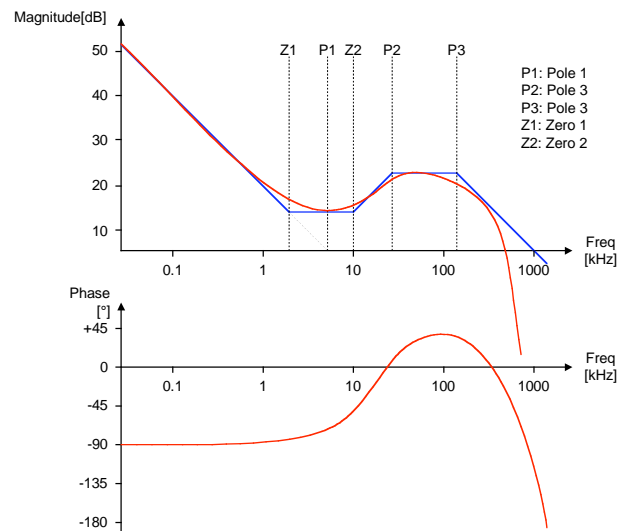 Magnitude[dB]
Z1 P1 Z2 P2 P3
50
40
30
20
10
P1: Pole 1
P2: Pole 3
P3: Pole 3
Z1: Zero 1
Z2: Zero 2
Freq
[kHz]
0.1 1 10 100 1000
Phase
[°]
+45
0
-45
-90
-135
-180
Freq
[kHz]
0.1 1 10 100 1000